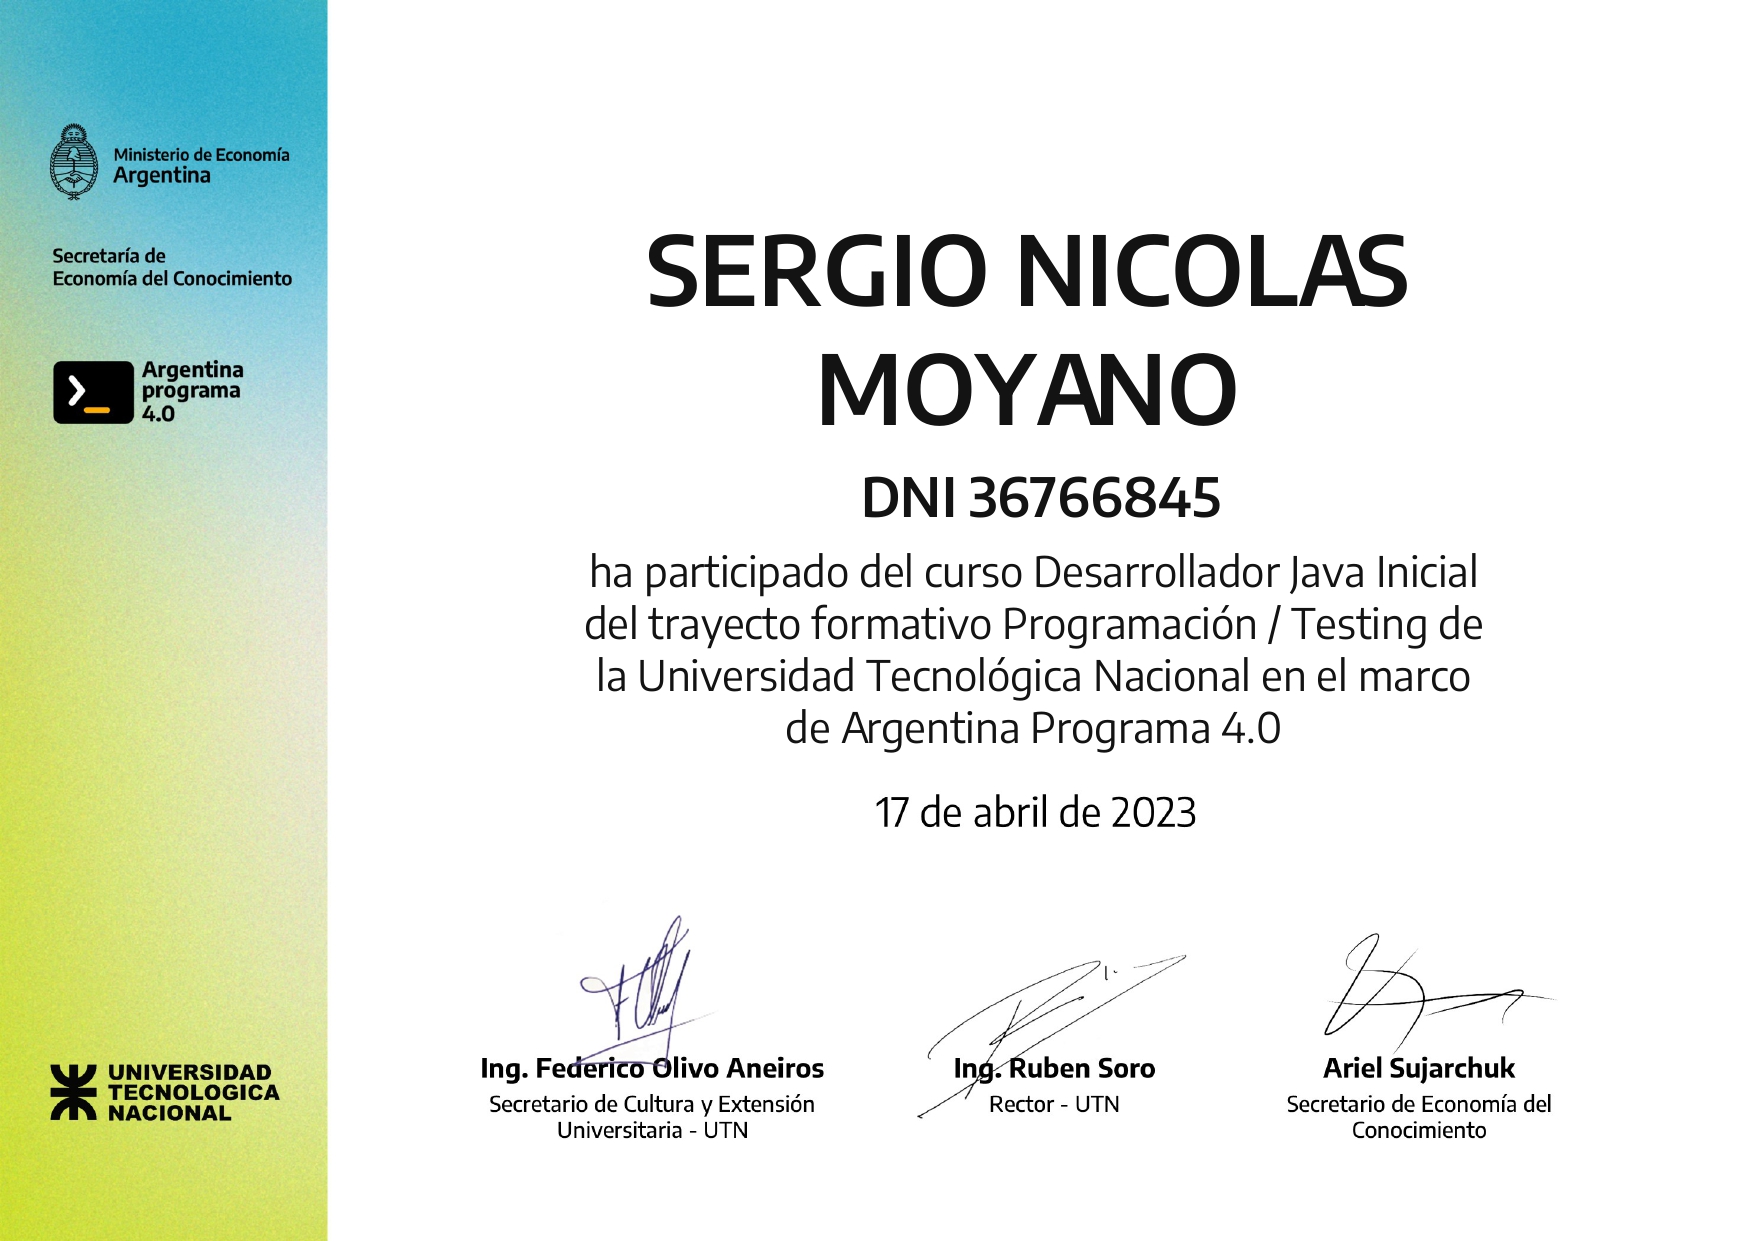 Ministerio de Economía
Argentina
Secretaría de
Economía del Conocimiento
Argentina
programa
4.0
SERGIO NICOLAS
MOYANO
DNI 36766845
ha participado del curso Desarrollador Java Inicial
del trayecto formativo Programación / Testing de
la Universidad Tecnológica Nacional en el marco
de Argentina Programa 4.0
17 de abril de 2023
Ing. Federico Olivo Aneiros
Secretario de Cultura y Extensión
Universitaria - UTN
Ing. Ruben Soro
Rector - UTN
Ariel Sujarchuk
Secretario de Economía del
Conocimiento
UNIVERSIDAD
TECNOLOGICA
NACIONAL